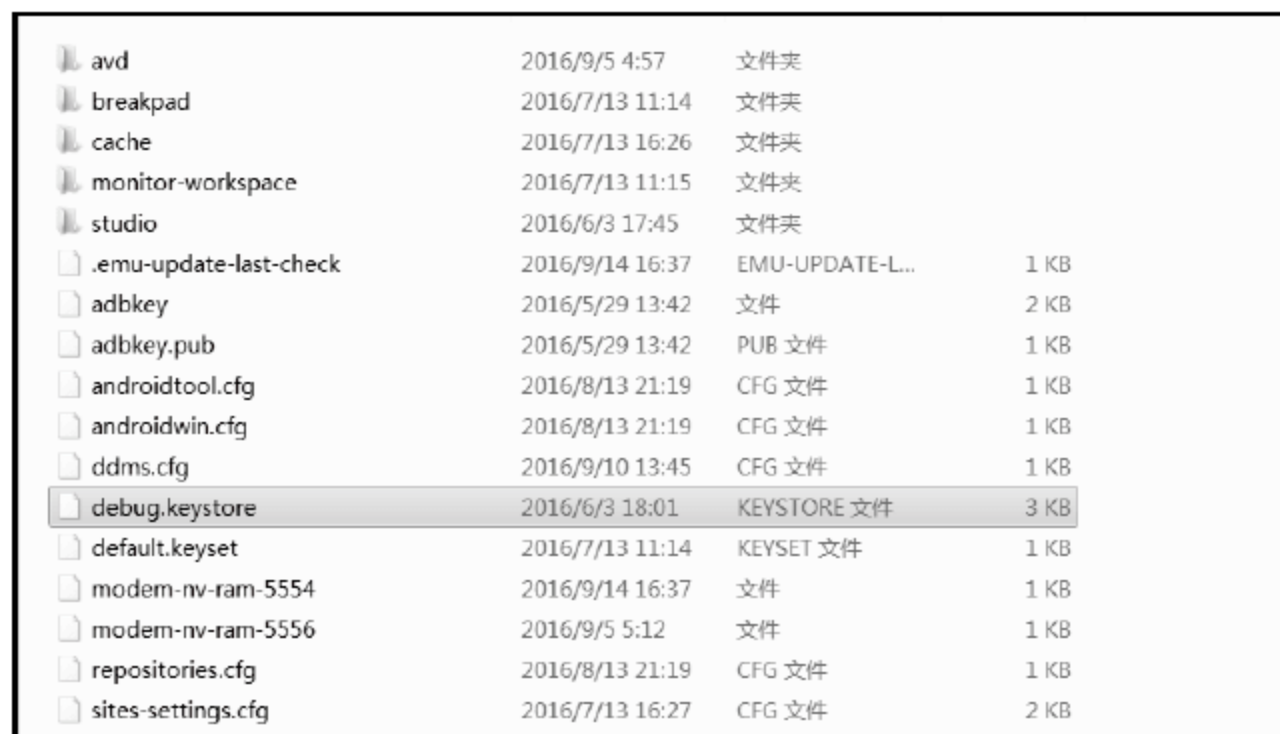 avd 2016/9/5 4:57 文件夹
breakpad 2016/7/13 11:14 文件夹
cache 2016/7/13 16:26 文件夹
monitor-workspace 2016/7/13 11:15 文件夹
studio 2016/6/3 17:45 文件夹
.emu-update-last-check 2016/9/14 16:37 EMU-UPDATE-L... 1 KB
adbkey 2016/5/29 13:42 文件 2 KB
adbkey.pub 2016/5/29 13:42 PUB 文件 1 KB
androidtool.cfg 2016/8/13 21:19 CFG 文件 1 KB
androidwin.cfg 2016/8/13 21:19 CFG 文件 1 KB
ddms.cfg 2016/9/10 13:45 CFG 文件 1 KB
debug.keystore 2016/6/3 18:01 KEYSTORE 文件 3 KB
default.keyset 2016/7/13 11:14 KEYSET 文件 1 KB
modem-nv-ram-5554 2016/9/14 16:37 文件 1 KB
modem-nv-ram-5556 2016/9/5 5:12 文件 1 KB
repositories.cfg 2016/8/13 21:19 CFG 文件 1 KB
sites-settings.cfg 2016/7/13 16:27 CFG 文件 2 KB